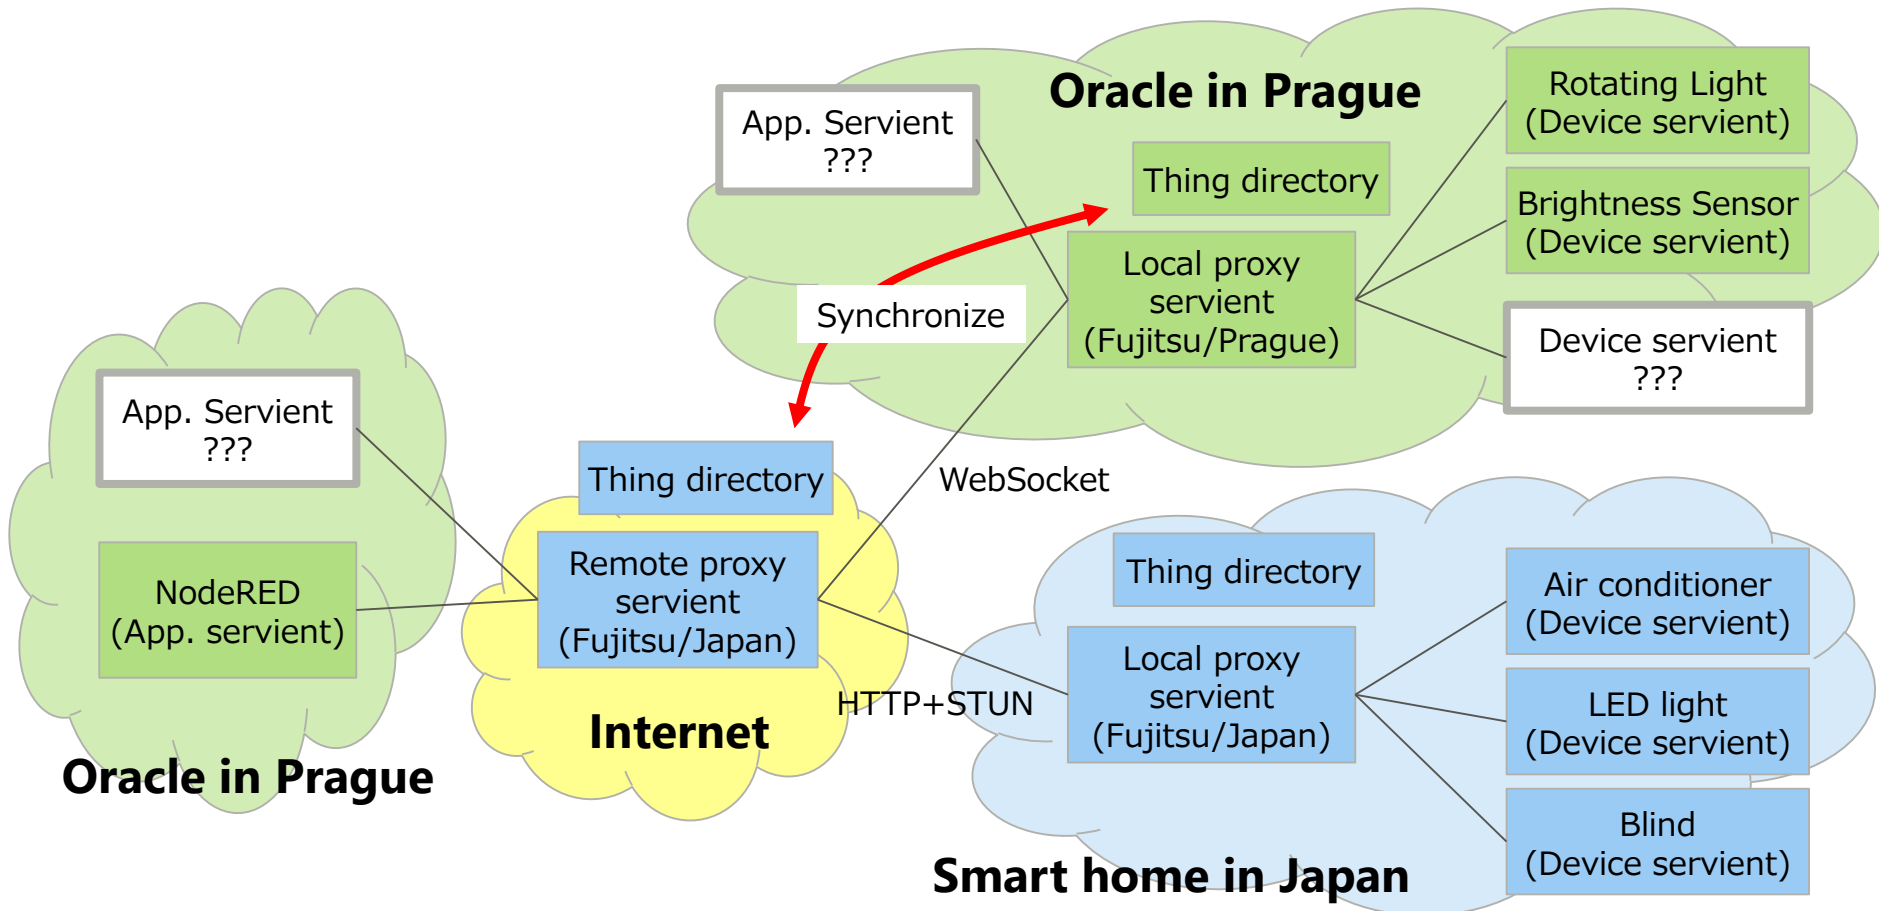 Oracle in Prague
App. Servient
???
Thing directory
Local proxy
servient
(Fujitsu/Prague)
Rotating Light
(Device servient)
Brightness Sensor
(Device servient)
Device servient
???
Synchronize
App. Servient
???
NodeRED
(App. servient)
Oracle in Prague
Thing directory
Remote proxy
servient
(Fujitsu/Japan)
Internet
WebSocket
HTTP+STUN
Thing directory
Local proxy
servient
(Fujitsu/Japan)
Air conditioner
(Device servient)
LED light
(Device servient)
Blind
(Device servient)
Smart home in Japan